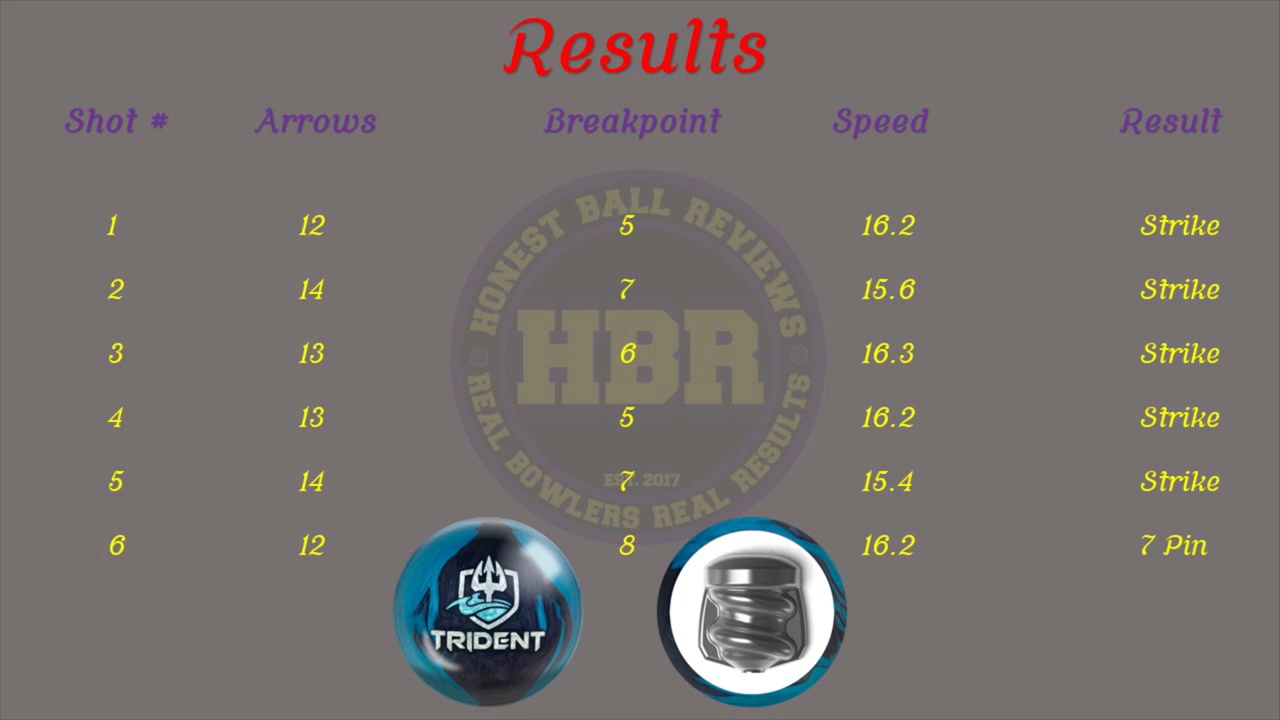 Results
Shot # Arrows Breakpoint Speed Result
1 12 5 16.2 Strike
2 14 7 15.6 Strike
3 13 6 16.3 Strike
4 13 5 16.2 Strike
5 14 7 15.4 Strike
6 12 8 16.2 7 Pin
HONEST BALL REVIEWS
HBR
EST. 2017
REAL BOWLERS REAL RESULTS
TRIDENT